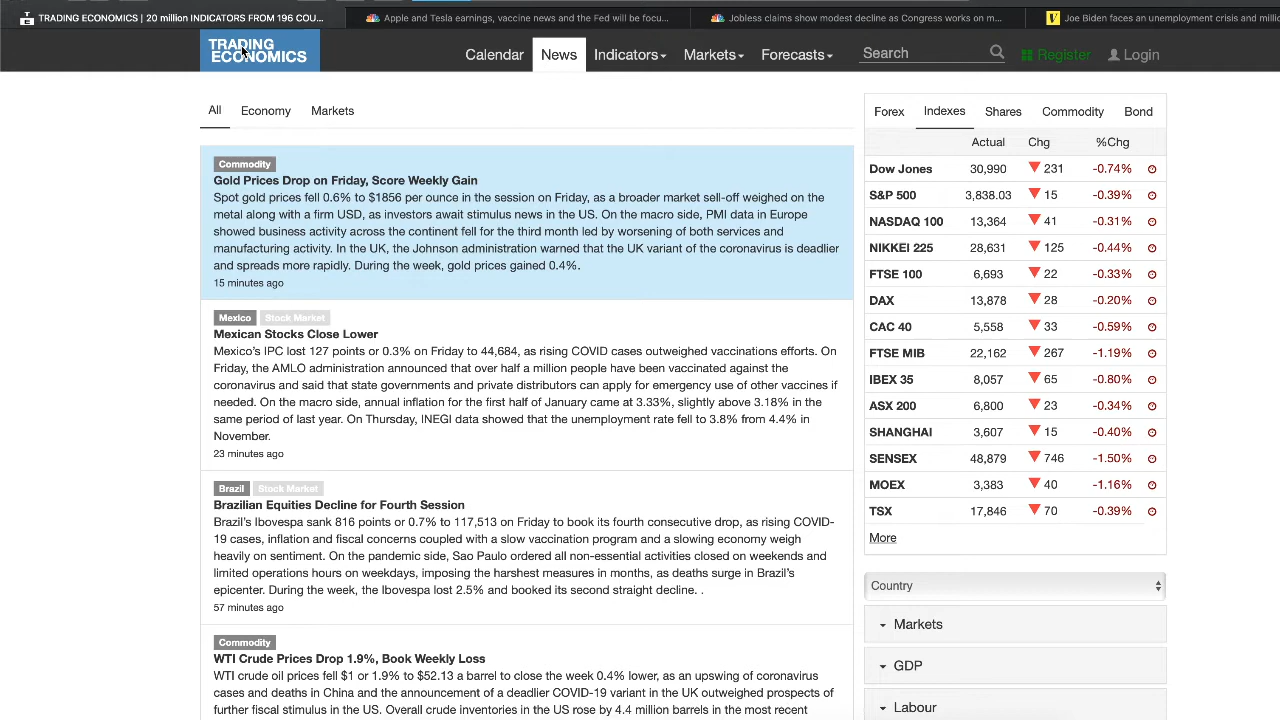 TRADING ECONOMICS | 20 million INDICATORS FROM 196 COU...
Apple and Tesla earnings, vaccine news and the Fed will be focu...
Jobless claims show modest decline as Congress works on m...
Joe Biden faces an unemployment crisis and milli
TRADING
ECONOMICS
Calendar News Indicators Markets Forecasts Search Register Login
All Economy Markets
Commodity
Gold Prices Drop on Friday, Score Weekly Gain
Spot gold prices fell 0.6% to $1856 per ounce in the session on Friday, as a broader market sell-off weighed on the
metal along with a firm USD, as investors await stimulus news in the US. On the macro side, PMI data in Europe
showed business activity across the continent fell for the third month led by worsening of both services and
manufacturing activity. In the UK, the Johnson administration warned that the UK variant of the coronavirus is deadlier
and spreads more rapidly. During the week, gold prices gained 0.4%.
15 minutes ago
Mexico Stock Market
Mexican Stocks Close Lower
Mexico's IPC lost 127 points or 0.3% on Friday to 44,684, as rising COVID cases outweighed vaccinations efforts. On
Friday, the AMLO administration announced that over half a million people have been vaccinated against the
coronavirus and said that state governments and private distributors can apply for emergency use of other vaccines if
needed. On the macro side, annual inflation for the first half of January came at 3.33%, slightly above 3.18% in the
same period of last year. On Thursday, INEGI data showed that the unemployment rate fell to 3.8% from 4.4% in
November.
23 minutes ago
Brazil Stock Market
Brazilian Equities Decline for Fourth Session
Brazil's Ibovespa sank 816 points or 0.7% to 117,513 on Friday to book its fourth consecutive drop, as rising COVID-
19 cases, inflation and fiscal concerns coupled with a slow vaccination program and a slowing economy weigh
heavily on sentiment. On the pandemic side, Sao Paulo ordered all non-essential activities closed on weekends and
limited operations hours on weekdays, imposing the harshest measures in months, as deaths surge in Brazil's
epicenter. During the week, the Ibovespa lost 2.5% and booked its second straight decline. .
57 minutes ago
Commodity
WTI Crude Prices Drop 1.9%, Book Weekly Loss
WTI crude oil prices fell $1 or 1.9% to $52.13 a barrel to close the week 0.4% lower, as an upswing of coronavirus
cases and deaths in China and the announcement of a deadlier COVID-19 variant in the UK outweighed prospects of
further fiscal stimulus in the US. Overall crude inventories in the US rose by 4.4 million barrels in the most recent
Forex Indexes Shares Commodity Bond
Actual Chg %Chg
Dow Jones 30,990 231 -0.74%
S&P 500 3,838.03 15 -0.39%
NASDAQ 100 13,364 41 -0.31%
NIKKEI 225 28,631 125 -0.44%
FTSE 100 6,693 22 -0.33%
DAX 13,878 28 -0.20%
CAC 40 5,558 33 -0.59%
FTSE MIB 22,162 267 -1.19%
IBEX 35 8,057 65 -0.80%
ASX 200 6,800 23 -0.34%
SHANGHAI 3,607 15 -0.40%
SENSEX 48,879 746 -1.50%
MOEX 3,383 40 -1.16%
TSX 17,846 70 -0.39%
More
Country
Markets
GDP
Labour